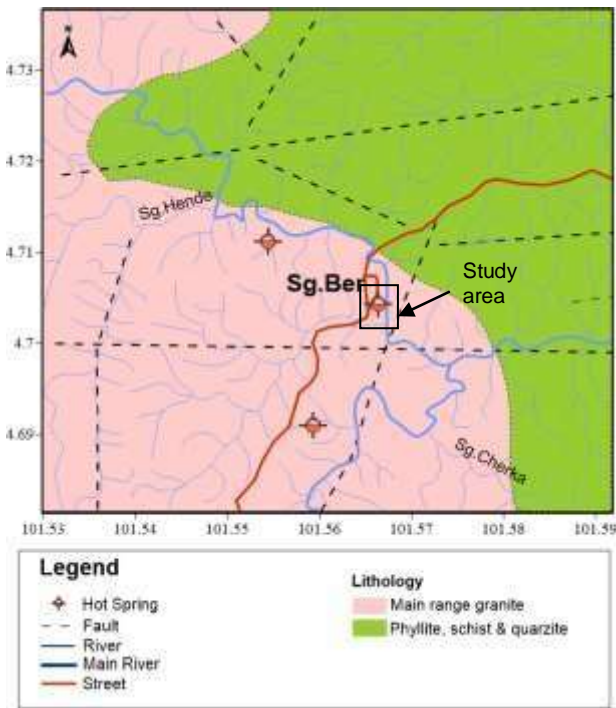 4.73
4.72
4.71
4.7
4.69
Sg.Hende
Sg.Ber
Study
area
Sg.Cherka
101.53 101.54 101.55 101.56 101.57 101.58 101.59
Legend
Hot Spring
Fault
River
Main River
Street
Lithology
Main range granite
Phyllite, schist & quarzite